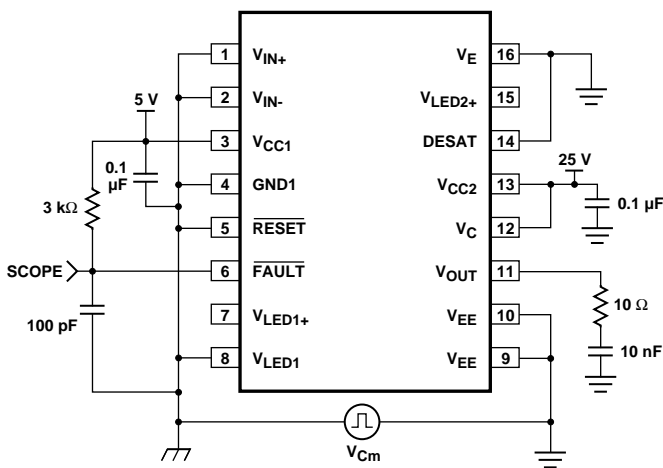 1 V_IN+
2 V_IN-
3 V_CC1
4 GND1
5 RESET
6 FAULT
7 V_LED1+
8 V_LED1
V_E 16
V_LED2+ 15
DESAT 14
V_CC2 13
V_C 12
V_OUT 11
V_EE 10
V_EE 9
5 V
0.1
µF
3 kΩ
SCOPE
100 pF
25 V
0.1 µF
10 Ω
10 nF
V_Cm